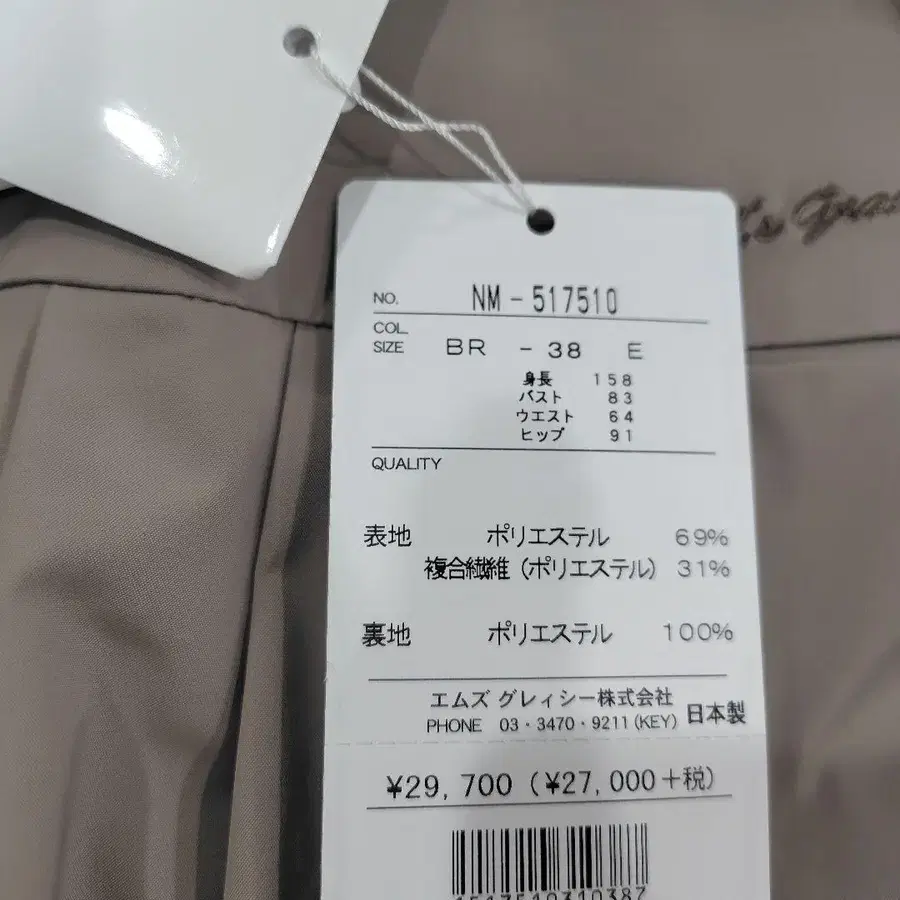 NO. NM-517510
COL.
SIZE BR -38 E
身長 158
バスト 83
ウエスト 64
ヒップ 91
QUALITY
表地 ポリエステル 69%
複合繊維 (ポリエステル) 31%
裏地 ポリエステル 100%
エムズ グレィシー株式会社
PHONE 03・3470・9211(KEY) 日本製
¥29,700 (¥27,000+税)